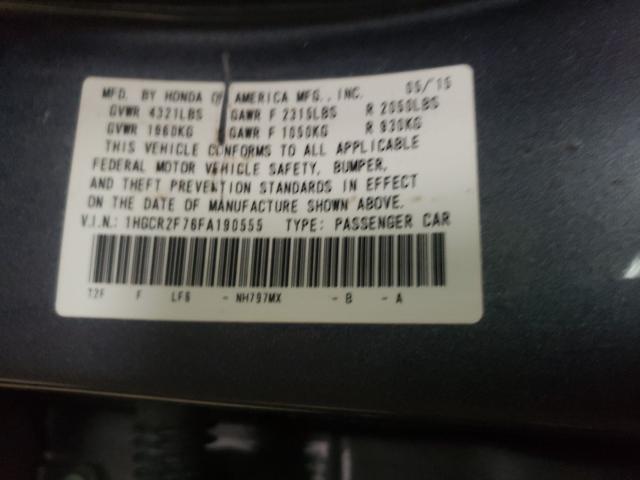 MFD. BY HONDA OF AMERICA MFG., INC. 05/15
GVWR 4321LBS GAWR F 2315LBS R 2050LBS
GVWR 1960KG GAWR F 1050KG R 930KG
THIS VEHICLE CONFORMS TO ALL APPLICABLE
FEDERAL MOTOR VEHICLE SAFETY, BUMPER,
AND THEFT PREVENTION STANDARDS IN EFFECT
ON THE DATE OF MANUFACTURE SHOWN ABOVE.
V.I.N.: 1HGCR2F76FA190555 TYPE: PASSENGER CAR
T2F F LF6 - NH797MX - B - A